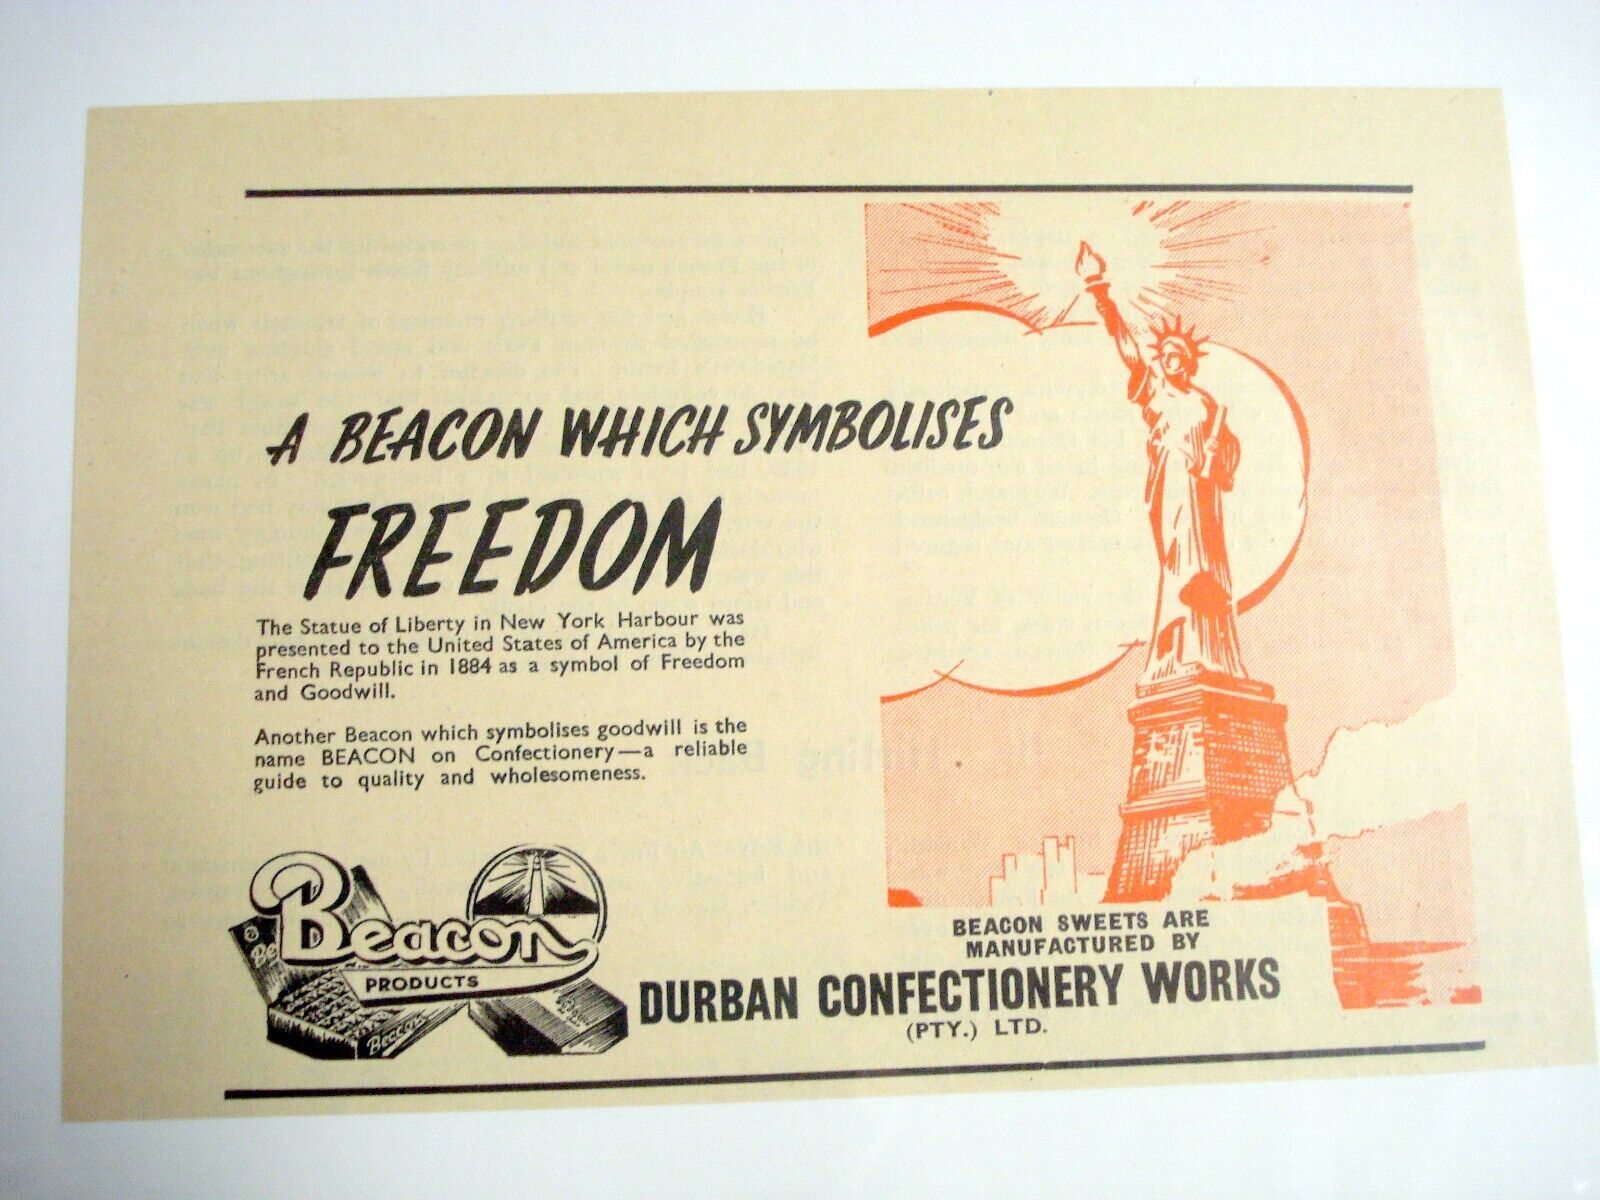 A BEACON WHICH SYMBOLISES
FREEDOM
The Statue of Liberty in New York Harbour was
presented to the United States of America by the
French Republic in 1884 as a symbol of Freedom
and Goodwill.
Another Beacon which symbolises goodwill is the
name BEACON on Confectionery—a reliable
guide to quality and wholesomeness.
Beacon
PRODUCTS
Beacon
BEACON SWEETS ARE
MANUFACTURED BY
DURBAN CONFECTIONERY WORKS
(PTY.) LTD.